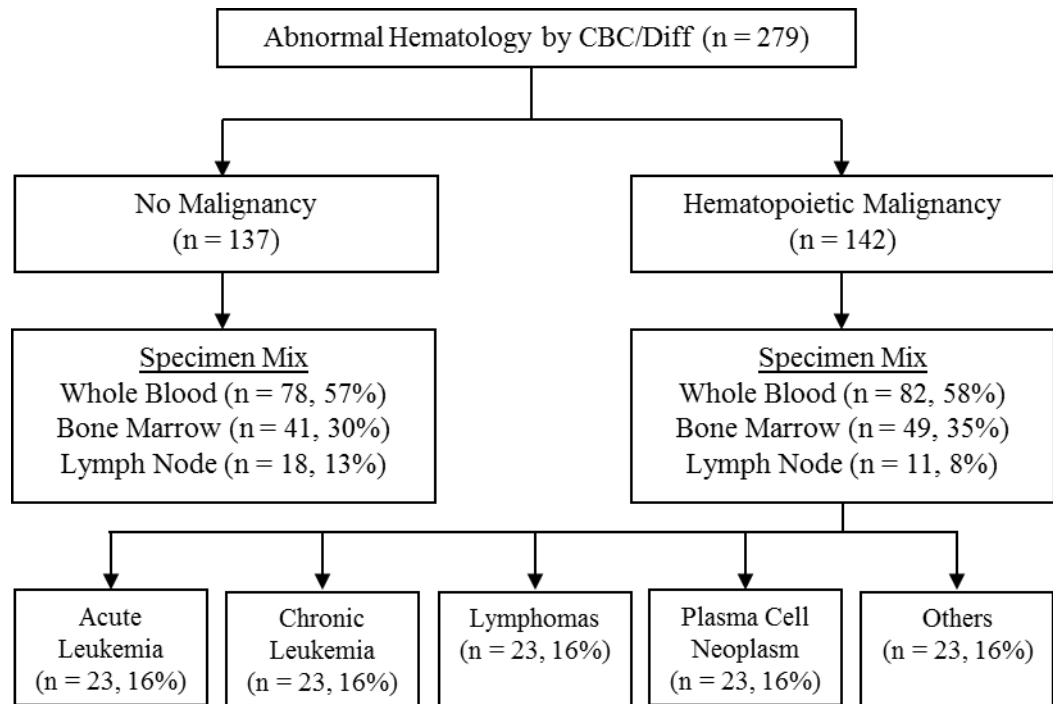 Abnormal Hematology by CBC/Diff (n = 279)
No Malignancy
(n = 137)
Hematopoietic Malignancy
(n = 142)
Specimen Mix
Whole Blood (n = 78, 57%)
Bone Marrow (n = 41, 30%)
Lymph Node (n = 18, 13%)
Specimen Mix
Whole Blood (n = 82, 58%)
Bone Marrow (n = 49, 35%)
Lymph Node (n = 11, 8%)
Acute
Leukemia
(n = 23, 16%)
Chronic
Leukemia
(n = 23, 16%)
Lymphomas
(n = 23, 16%)
Plasma Cell
Neoplasm
(n = 23, 16%)
Others
(n = 23, 16%)